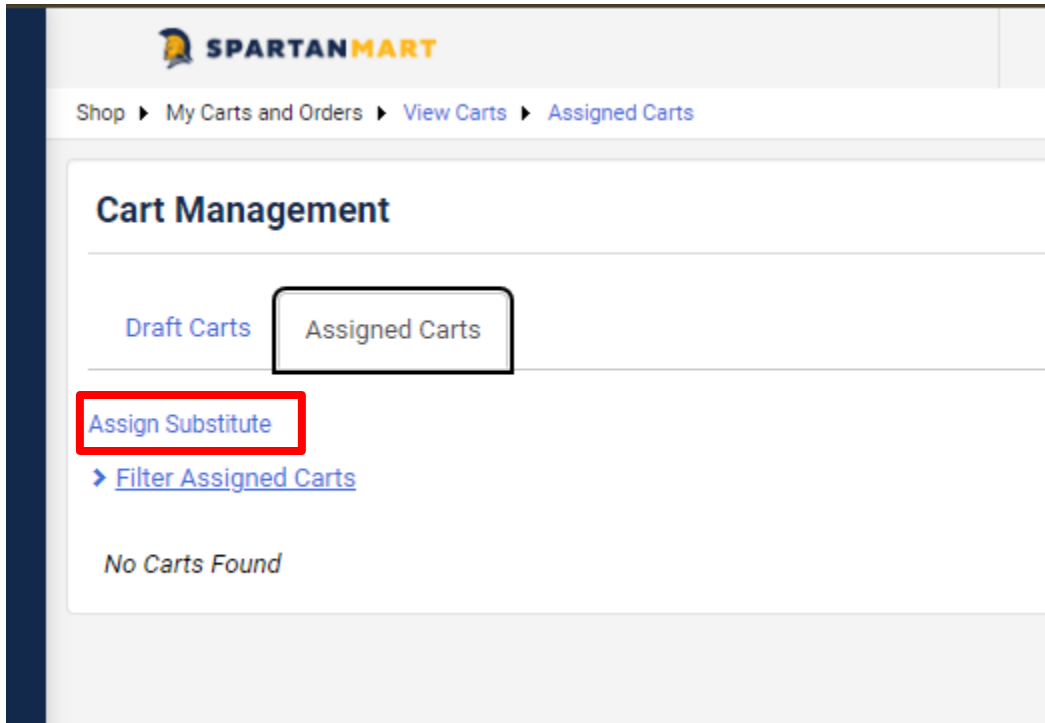 SPARTANMART
Shop ▸ My Carts and Orders ▸ View Carts ▸ Assigned Carts
Cart Management
Draft Carts Assigned Carts
Assign Substitute
Filter Assigned Carts
No Carts Found